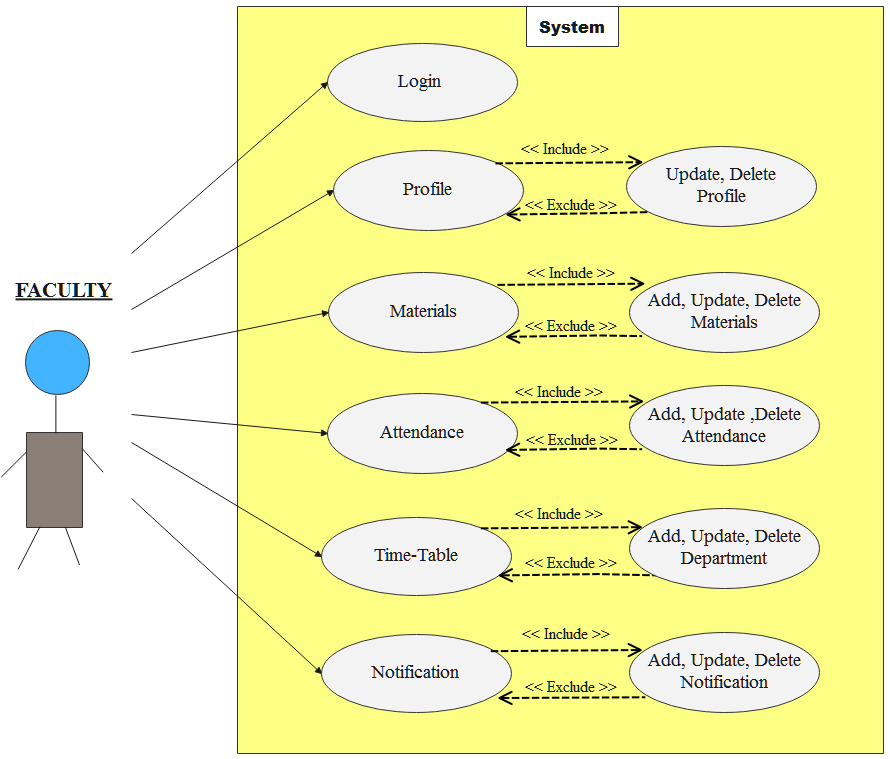 System
Login
<< Include >>
Profile
Update, Delete
Profile
<< Exclude >>
FACULTY
<< Include >>
Materials
Add, Update, Delete
Materials
<< Exclude >>
<< Include >>
Attendance
Add, Update ,Delete
Attendance
<< Exclude >>
<< Include >>
Time-Table
Add, Update, Delete
Department
<< Exclude >>
<< Include >>
Notification
Add, Update, Delete
Notification
<< Exclude >>